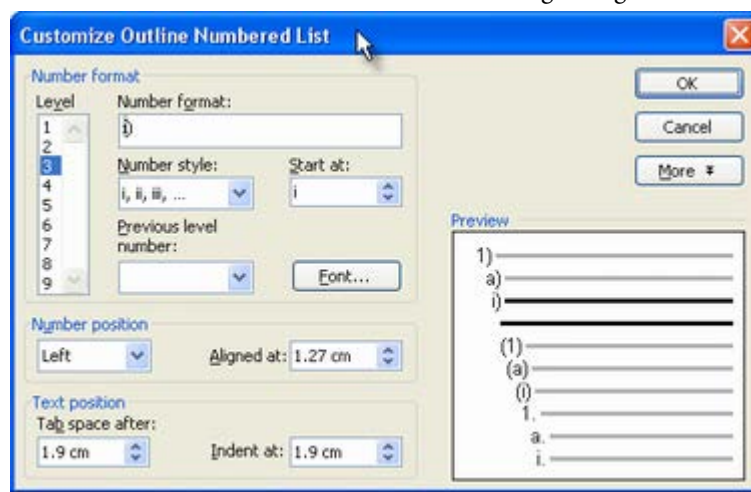 Customize Outline Numbered List
Number format
Level
Number format:
1
2
3
4
5
6
7
8
9
i)
Number style:
Start at:
i, ii, iii, ...
i
Previous level
number:
Font...
Number position
Left
Aligned at: 1.27 cm
Text position
Tab space after:
1.9 cm
Indent at: 1.9 cm
OK
Cancel
More
Preview
1)
a)
i)
(1)
(a)
(i)
1.
a.
i.